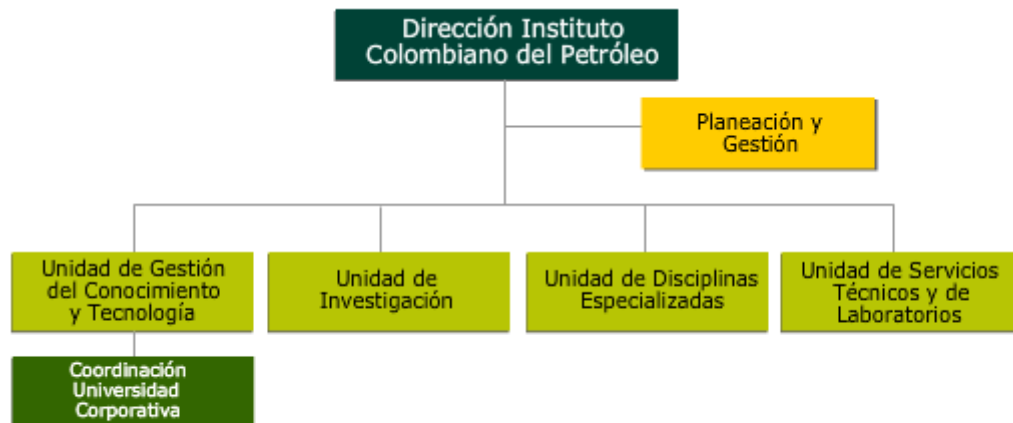 Dirección Instituto
Colombiano del Petróleo
Planeación y
Gestión
Unidad de Gestión
del Conocimiento
y Tecnología
Unidad de
Investigación
Unidad de Disciplinas
Especializadas
Unidad de Servicios
Técnicos y de
Laboratorios
Coordinación
Universidad
Corporativa